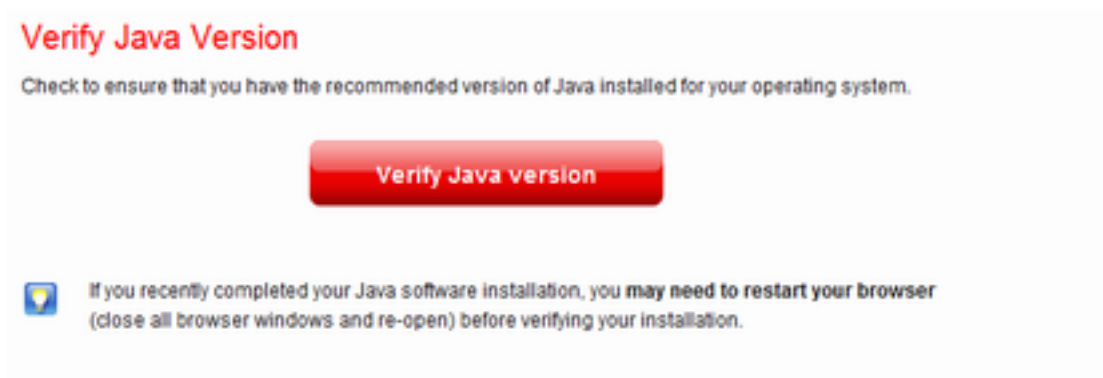 Verify Java Version
Check to ensure that you have the recommended version of Java installed for your operating system.
Verify Java version
If you recently completed your Java software installation, you may need to restart your browser
(close all browser windows and re-open) before verifying your installation.